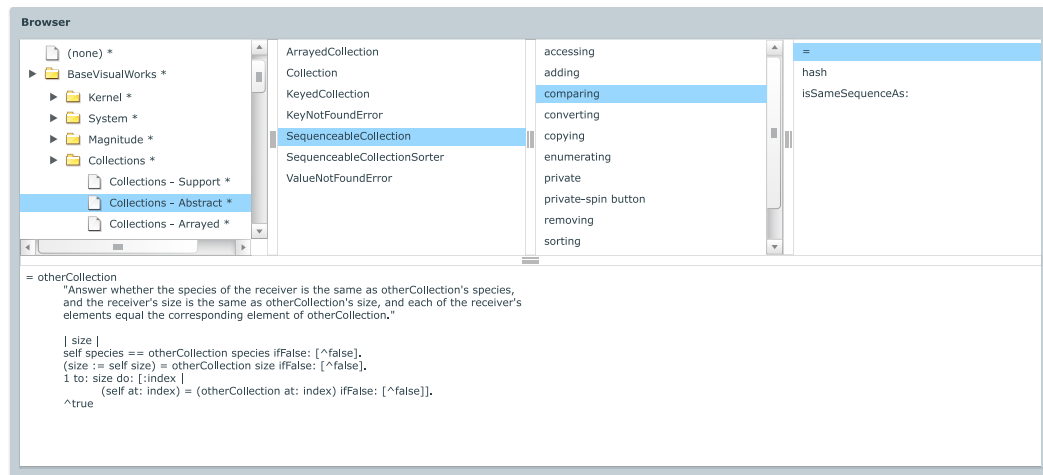 Browser
(none) *
BaseVisualWorks *
Kernel *
System *
Magnitude *
Collections *
Collections - Support *
Collections - Abstract *
Collections - Arrayed *
ArrayedCollection
Collection
KeyedCollection
KeyNotFoundError
SequenceableCollection
SequenceableCollectionSorter
ValueNotFoundError
accessing
adding
comparing
converting
copying
enumerating
private
private-spin button
removing
sorting
=
hash
isSameSequenceAs:
= otherCollection
"Answer whether the species of the receiver is the same as otherCollection's species,
and the receiver's size is the same as otherCollection's size, and each of the receiver's
elements equal the corresponding element of otherCollection."
| size |
self species == otherCollection species ifFalse: [^false].
(size := self size) = otherCollection size ifFalse: [^false].
1 to: size do: [:index |
(self at: index) = (otherCollection at: index) ifFalse: [^false]].
^true